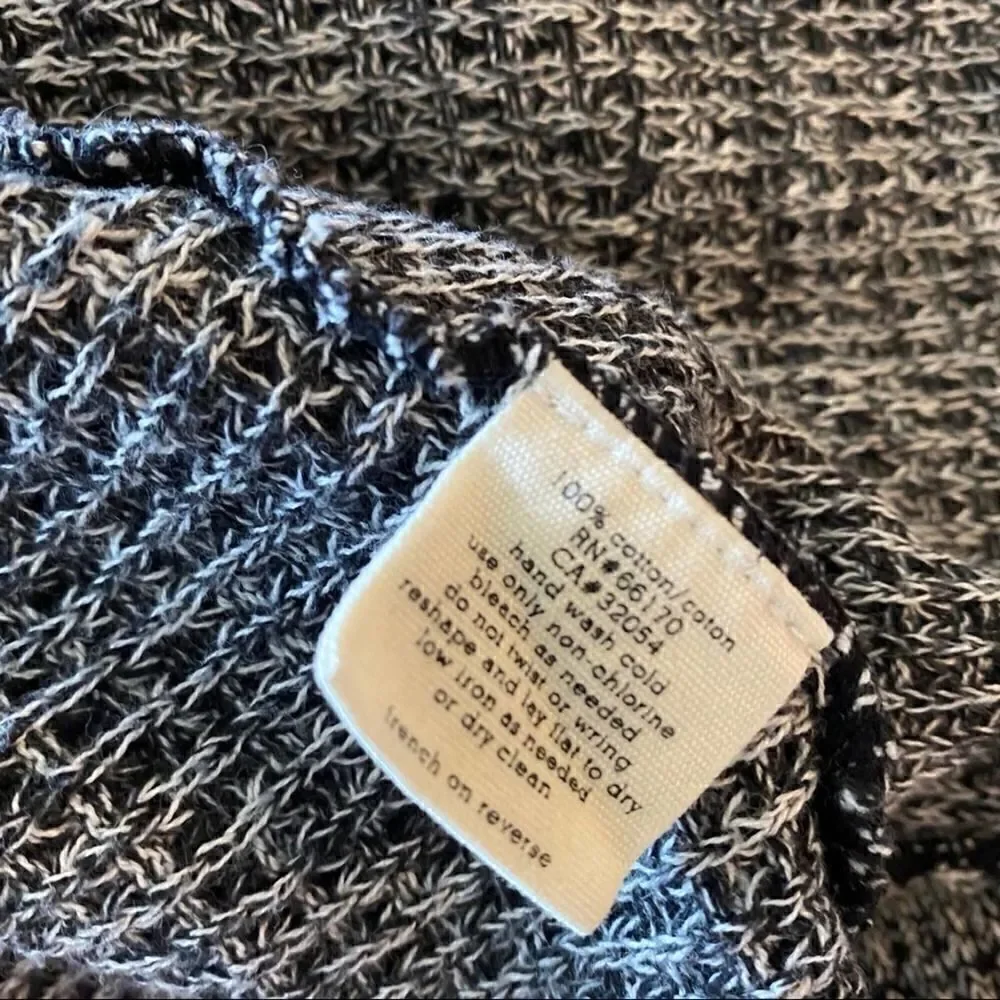 100% cotton/coton
RN#66170
CA#32054
hand wash cold
use only non-chlorine
bleach as needed
do not twist or wring
reshape and lay flat to dry
low iron as needed
or dry clean
french on reverse